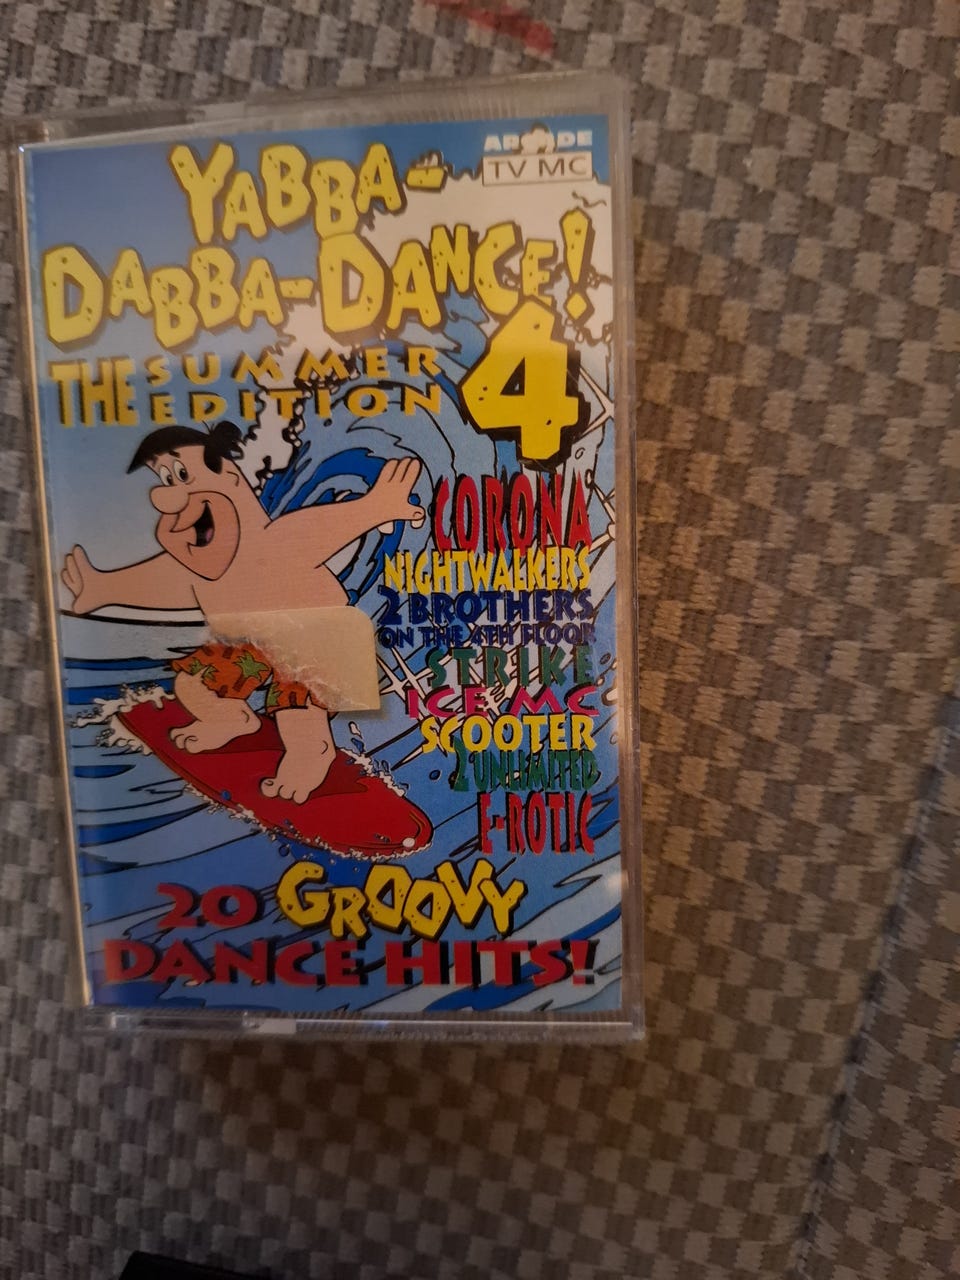 ARCADE
TV MC
YABBA-
DABBA-DANCE!
4
THE SUMMER
EDITION
CORONA
NIGHTWALKERS
2 BROTHERS
ON THE 4TH FLOOR
STRIKE
ICE MC
SCOOTER
2 UNLIMITED
E-ROTIC
20 GROOVY
DANCE HITS!